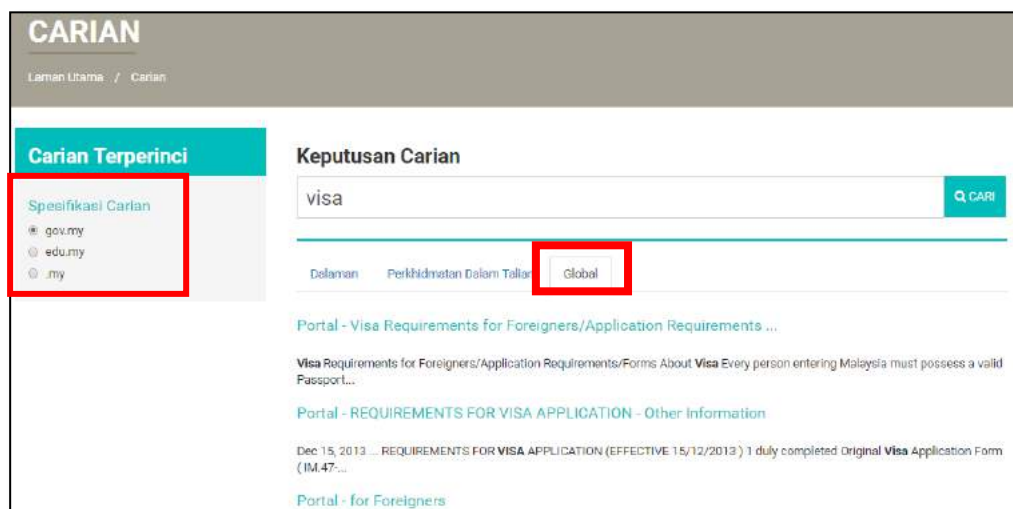 CARIAN
Laman Utama / Carian
Carian Terperinci
Spesifikasi Carian
gov.my
edu.my
.my
Keputusan Carian
visa
CARI
Dalaman Perkhidmatan Dalam Talian Global
Portal - Visa Requirements for Foreigners/Application Requirements ...
Visa Requirements for Foreigners/Application Requirements/Forms About Visa Every person entering Malaysia must possess a valid
Passport...
Portal - REQUIREMENTS FOR VISA APPLICATION - Other Information
Dec 15, 2013 ... REQUIREMENTS FOR VISA APPLICATION (EFFECTIVE 15/12/2013 ) 1 duly completed Original Visa Application Form
( IM.47-...
Portal - for Foreigners